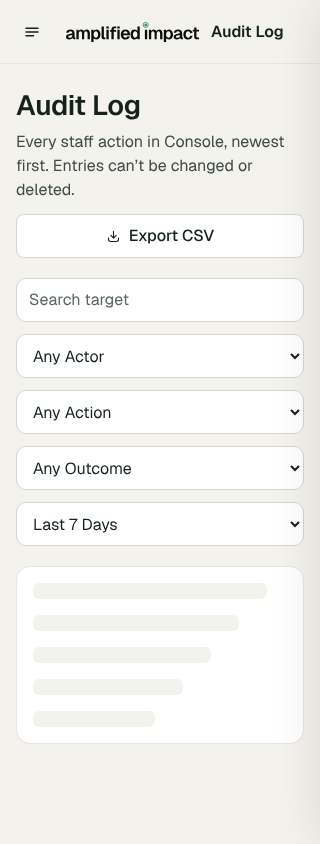 amplified impact Audit Log
Audit Log
Every staff action in Console, newest
first. Entries can't be changed or
deleted.
Export CSV
Search target
Any Actor
Any Action
Any Outcome
Last 7 Days